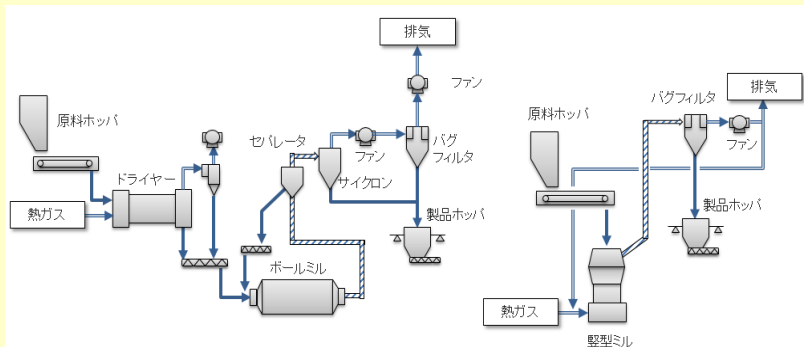 排気
ファン
原料ホッパ
セパレータ
バグ
フィルタ
ファン
サイクロン
ドライヤー
熱ガス
製品ホッパ
ボールミル
排気
バグフィルタ
ファン
原料ホッパ
製品ホッパ
熱ガス
竪型ミル